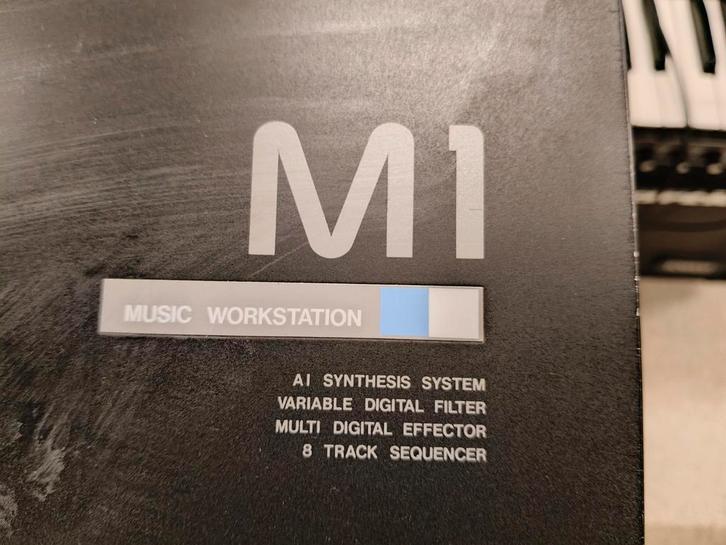 M1
MUSIC WORKSTATION
AI SYNTHESIS SYSTEM
VARIABLE DIGITAL FILTER
MULTI DIGITAL EFFECTOR
8 TRACK SEQUENCER